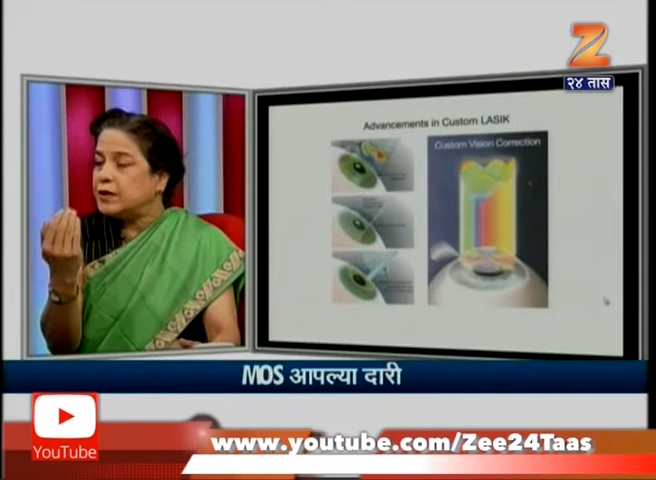 २४ तास
Advancements in Custom LASIK
Custom Vision Correction
MOS आपल्या दारी
YouTube
www.youtube.com/Zee24Taas